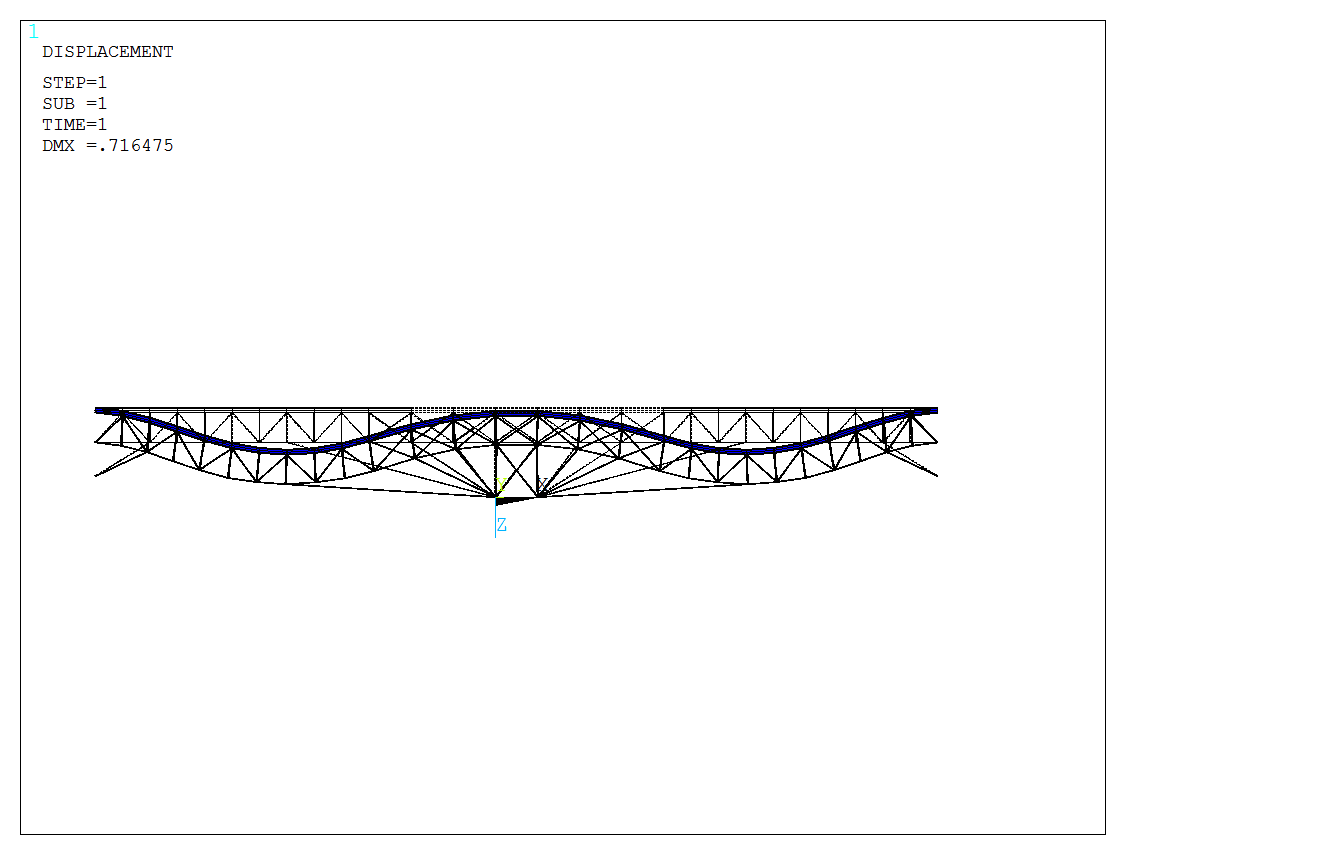 1
DISPLACEMENT
STEP=1
SUB =1
TIME=1
DMX =.716475
Y X
Z